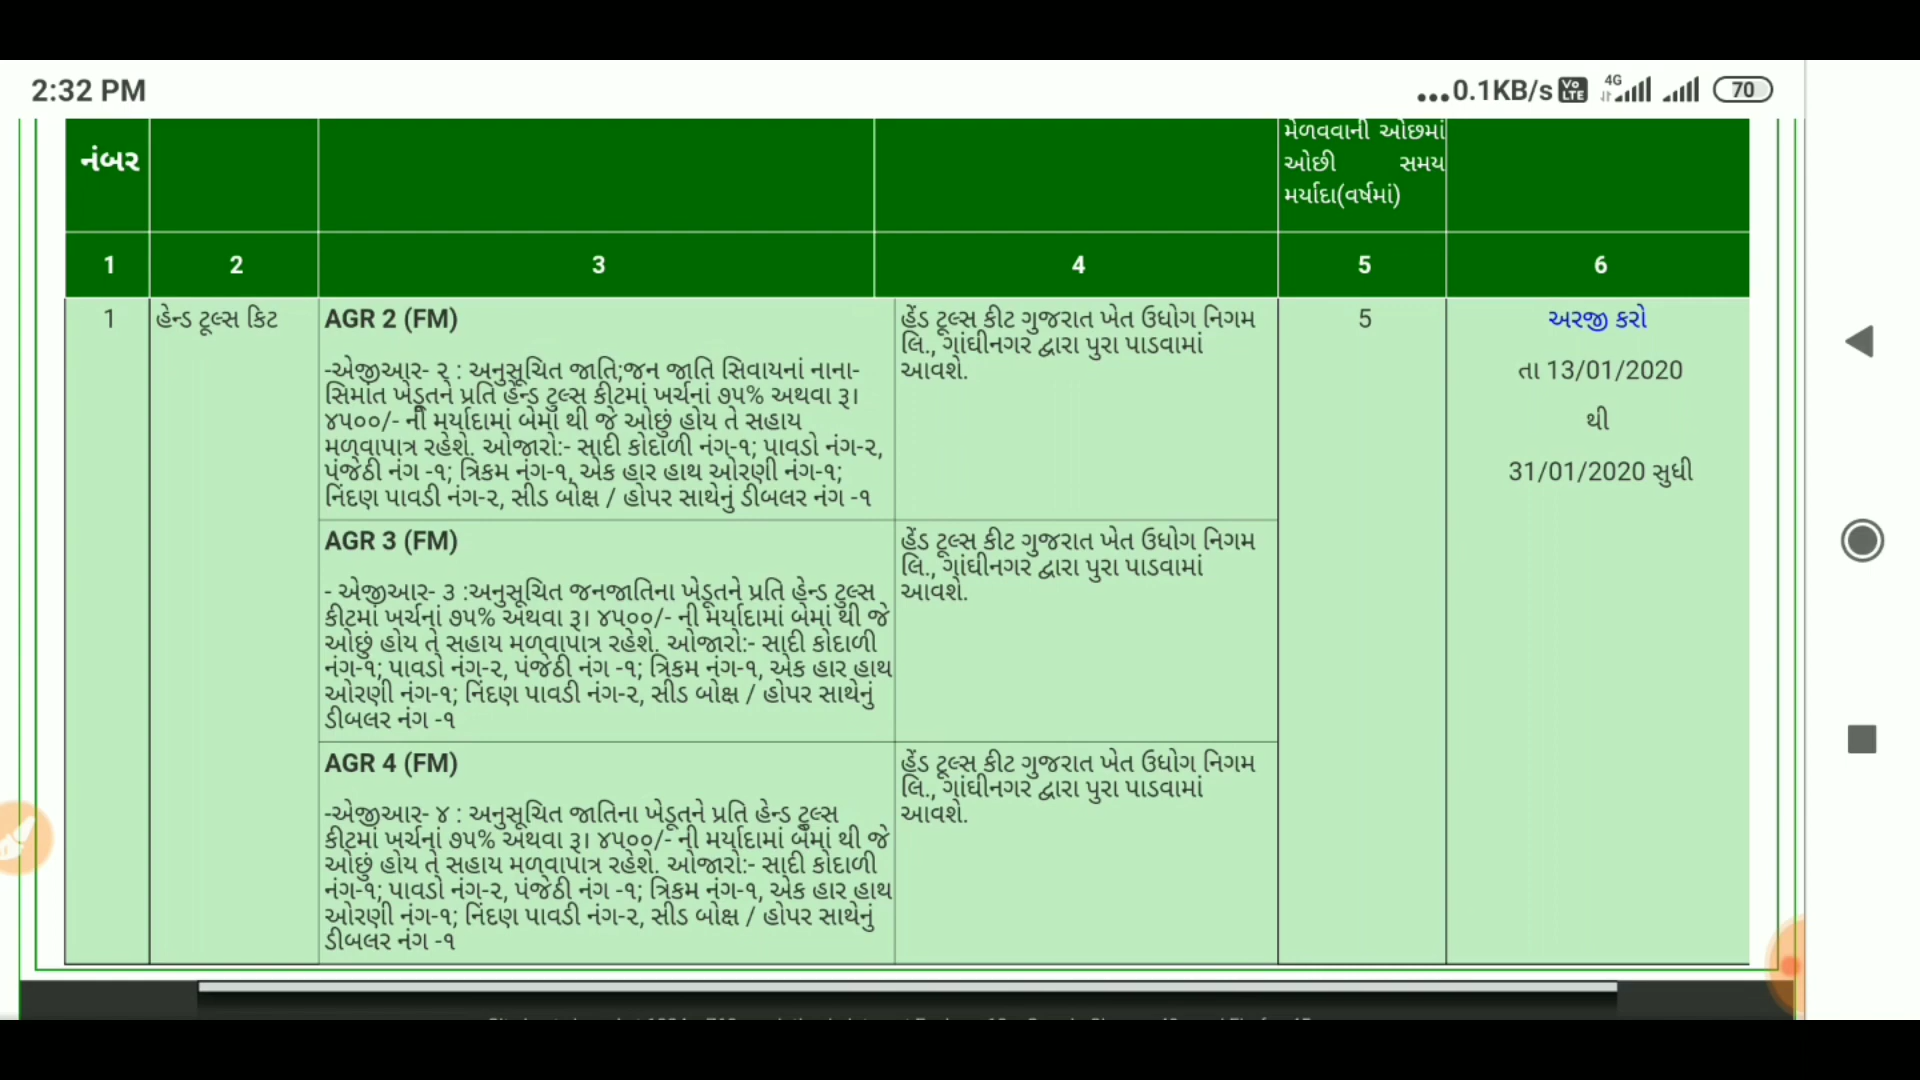 2:32 PM
...0.1KB/s Vo LTE 4G 70
નંબર
મેળવવાની ઓછમાં
ઓછી સમય
મર્યાદા(વર્ષમાં)
1 2 3 4 5 6
1 હેન્ડ ટૂલ્સ કિટ
AGR 2 (FM)
-એજીઆર- ૨ : અનુસૂચિત જાતિ;જન જાતિ સિવાયનાં નાના-
સિમાંત ખેડૂતને પ્રતિ હેન્ડ ટુલ્સ કીટમાં ખર્ચનાં ૭૫% અથવા રૂ।
૪૫૦૦/- ની મર્યાદામાં બેમાં થી જે ઓછું હોય તે સહાય
મળવાપાત્ર રહેશે. ઓજારો:- સાદી કોદાળી નંગ-૧; પાવડો નંગ-૨,
પંજેઠી નંગ -૧; ત્રિકમ નંગ-૧, એક હાર હાથ ઓરણી નંગ-૧;
નિંદણ પાવડી નંગ-૨, સીડ બોક્ષ / હોપર સાથેનું ડીબલર નંગ -૧
હેંડ ટૂલ્સ કીટ ગુજરાત ખેત ઉધોગ નિગમ
લિ., ગાંધીનગર દ્વારા પુરા પાડવામાં
આવશે.
5
અરજી કરો
તા 13/01/2020
થી
31/01/2020 સુધી
AGR 3 (FM)
- એજીઆર- ૩ :અનુસૂચિત જનજાતિના ખેડૂતને પ્રતિ હેન્ડ ટુલ્સ
કીટમાં ખર્ચનાં ૭૫% અથવા રૂ। ૪૫૦૦/- ની મર્યાદામાં બેમાં થી જે
ઓછું હોય તે સહાય મળવાપાત્ર રહેશે. ઓજારો:- સાદી કોદાળી
નંગ-૧; પાવડો નંગ-૨, પંજેઠી નંગ -૧; ત્રિકમ નંગ-૧, એક હાર હાથ
ઓરણી નંગ-૧; નિંદણ પાવડી નંગ-૨, સીડ બોક્ષ / હોપર સાથેનું
ડીબલર નંગ -૧
હેંડ ટૂલ્સ કીટ ગુજરાત ખેત ઉધોગ નિગમ
લિ., ગાંધીનગર દ્વારા પુરા પાડવામાં
આવશે.
AGR 4 (FM)
-એજીઆર- ૪ : અનુસૂચિત જાતિના ખેડૂતને પ્રતિ હેન્ડ ટુલ્સ
કીટમાં ખર્ચનાં ૭૫% અથવા રૂ। ૪૫૦૦/- ની મર્યાદામાં બેમાં થી જે
ઓછું હોય તે સહાય મળવાપાત્ર રહેશે. ઓજારો:- સાદી કોદાળી
નંગ-૧; પાવડો નંગ-૨, પંજેઠી નંગ -૧; ત્રિકમ નંગ-૧, એક હાર હાથ
ઓરણી નંગ-૧; નિંદણ પાવડી નંગ-૨, સીડ બોક્ષ / હોપર સાથેનું
ડીબલર નંગ -૧
હેંડ ટૂલ્સ કીટ ગુજરાત ખેત ઉધોગ નિગમ
લિ., ગાંધીનગર દ્વારા પુરા પાડવામાં
આવશે.